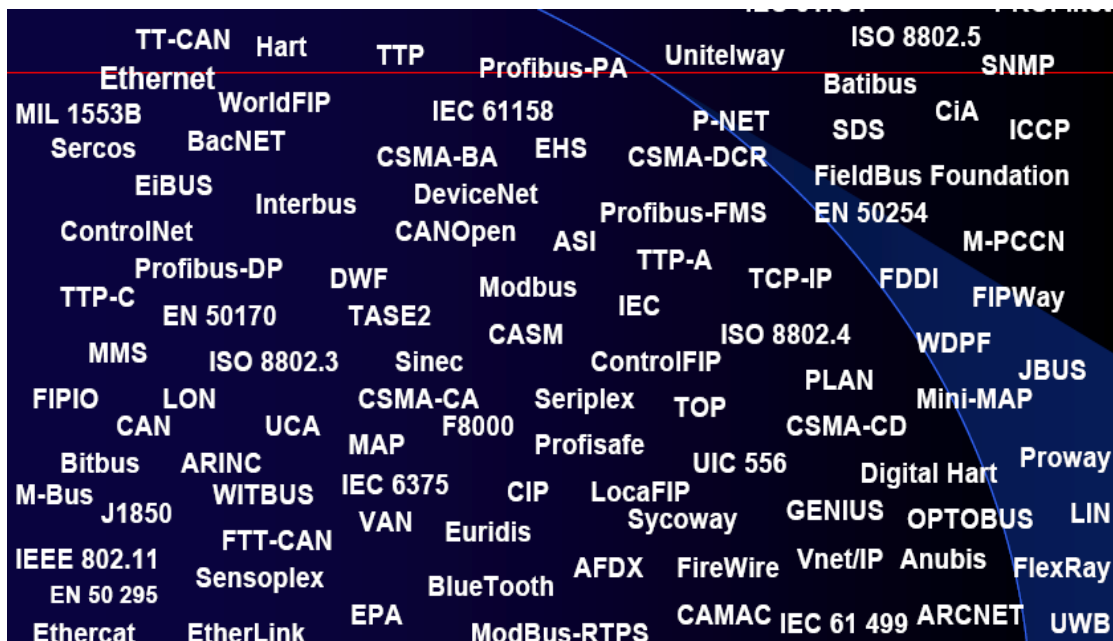 TT-CAN Hart TTP Profibus-PA Unitelway ISO 8802.5 SNMP
Ethernet WorldFIP IEC 61158 P-NET Batibus CiA
MIL 1553B BacNET SDS ICCP
Sercos CSMA-BA EHS CSMA-DCR
EiBUS Interbus DeviceNet FieldBus Foundation
ControlNet CANOpen ASI Profibus-FMS EN 50254 M-PCCN
Profibus-DP DWF Modbus TTP-A TCP-IP FDDI FIPWay
TTP-C EN 50170 TASE2 IEC
CASM ISO 8802.4 WDPF
MMS ISO 8802.3 Sinec ControlFIP PLAN JBUS
FIPIO LON CSMA-CA Seriplex TOP Mini-MAP
CAN UCA F8000 CSMA-CD
MAP Profisafe
Bitbus ARINC UIC 556 Digital Hart Proway
M-Bus WITBUS IEC 6375 CIP LocaFIP
J1850 VAN Sycoway GENIUS OPTOBUS LIN
FTT-CAN Euridis
IEEE 802.11 Sensoplex BlueTooth AFDX FireWire Vnet/IP Anubis FlexRay
EN 50 295 EPA CAMAC IEC 61 499 ARCNET UWB
Ethercat EtherLink ModBus-RTPS